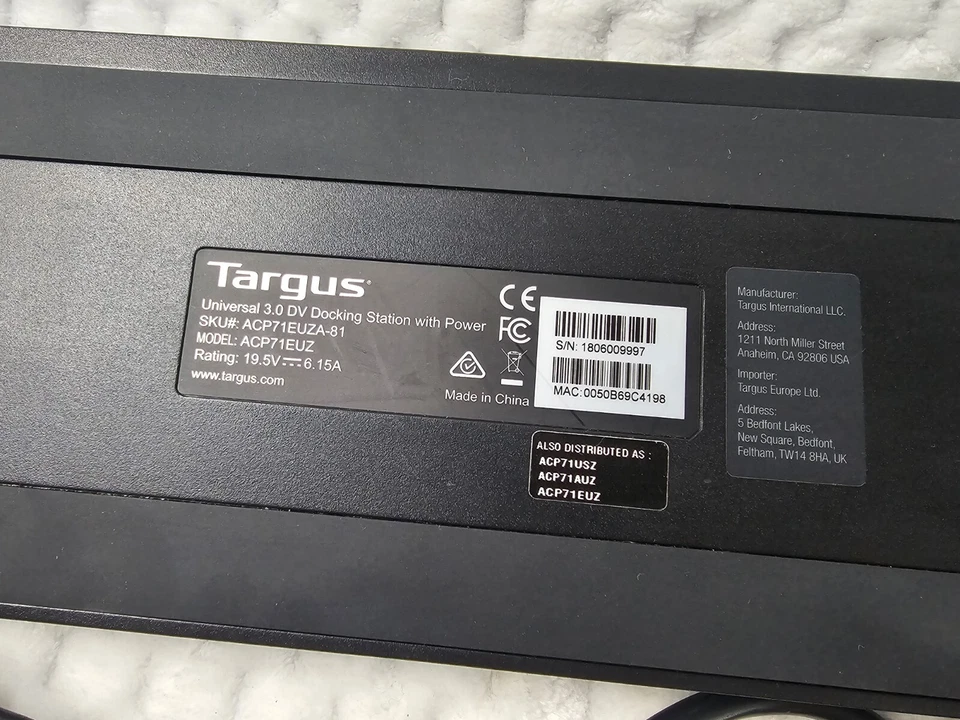 Targus
Universal 3.0 DV Docking Station with Power
SKU#: ACP71EUZA-81
MODEL: ACP71EUZ
Rating: 19.5V⎓6.15A
www.targus.com
CE
FC
Made in China
S/N: 1806009997
MAC:0050B69C4198
ALSO DISTRIBUTED AS :
ACP71USZ
ACP71AUZ
ACP71EUZ
Manufacturer:
Targus International LLC.
Address:
1211 North Miller Street
Anaheim, CA 92806 USA
Importer:
Targus Europe Ltd.
Address:
5 Bedfont Lakes,
New Square, Bedfont,
Feltham, TW14 8HA, UK